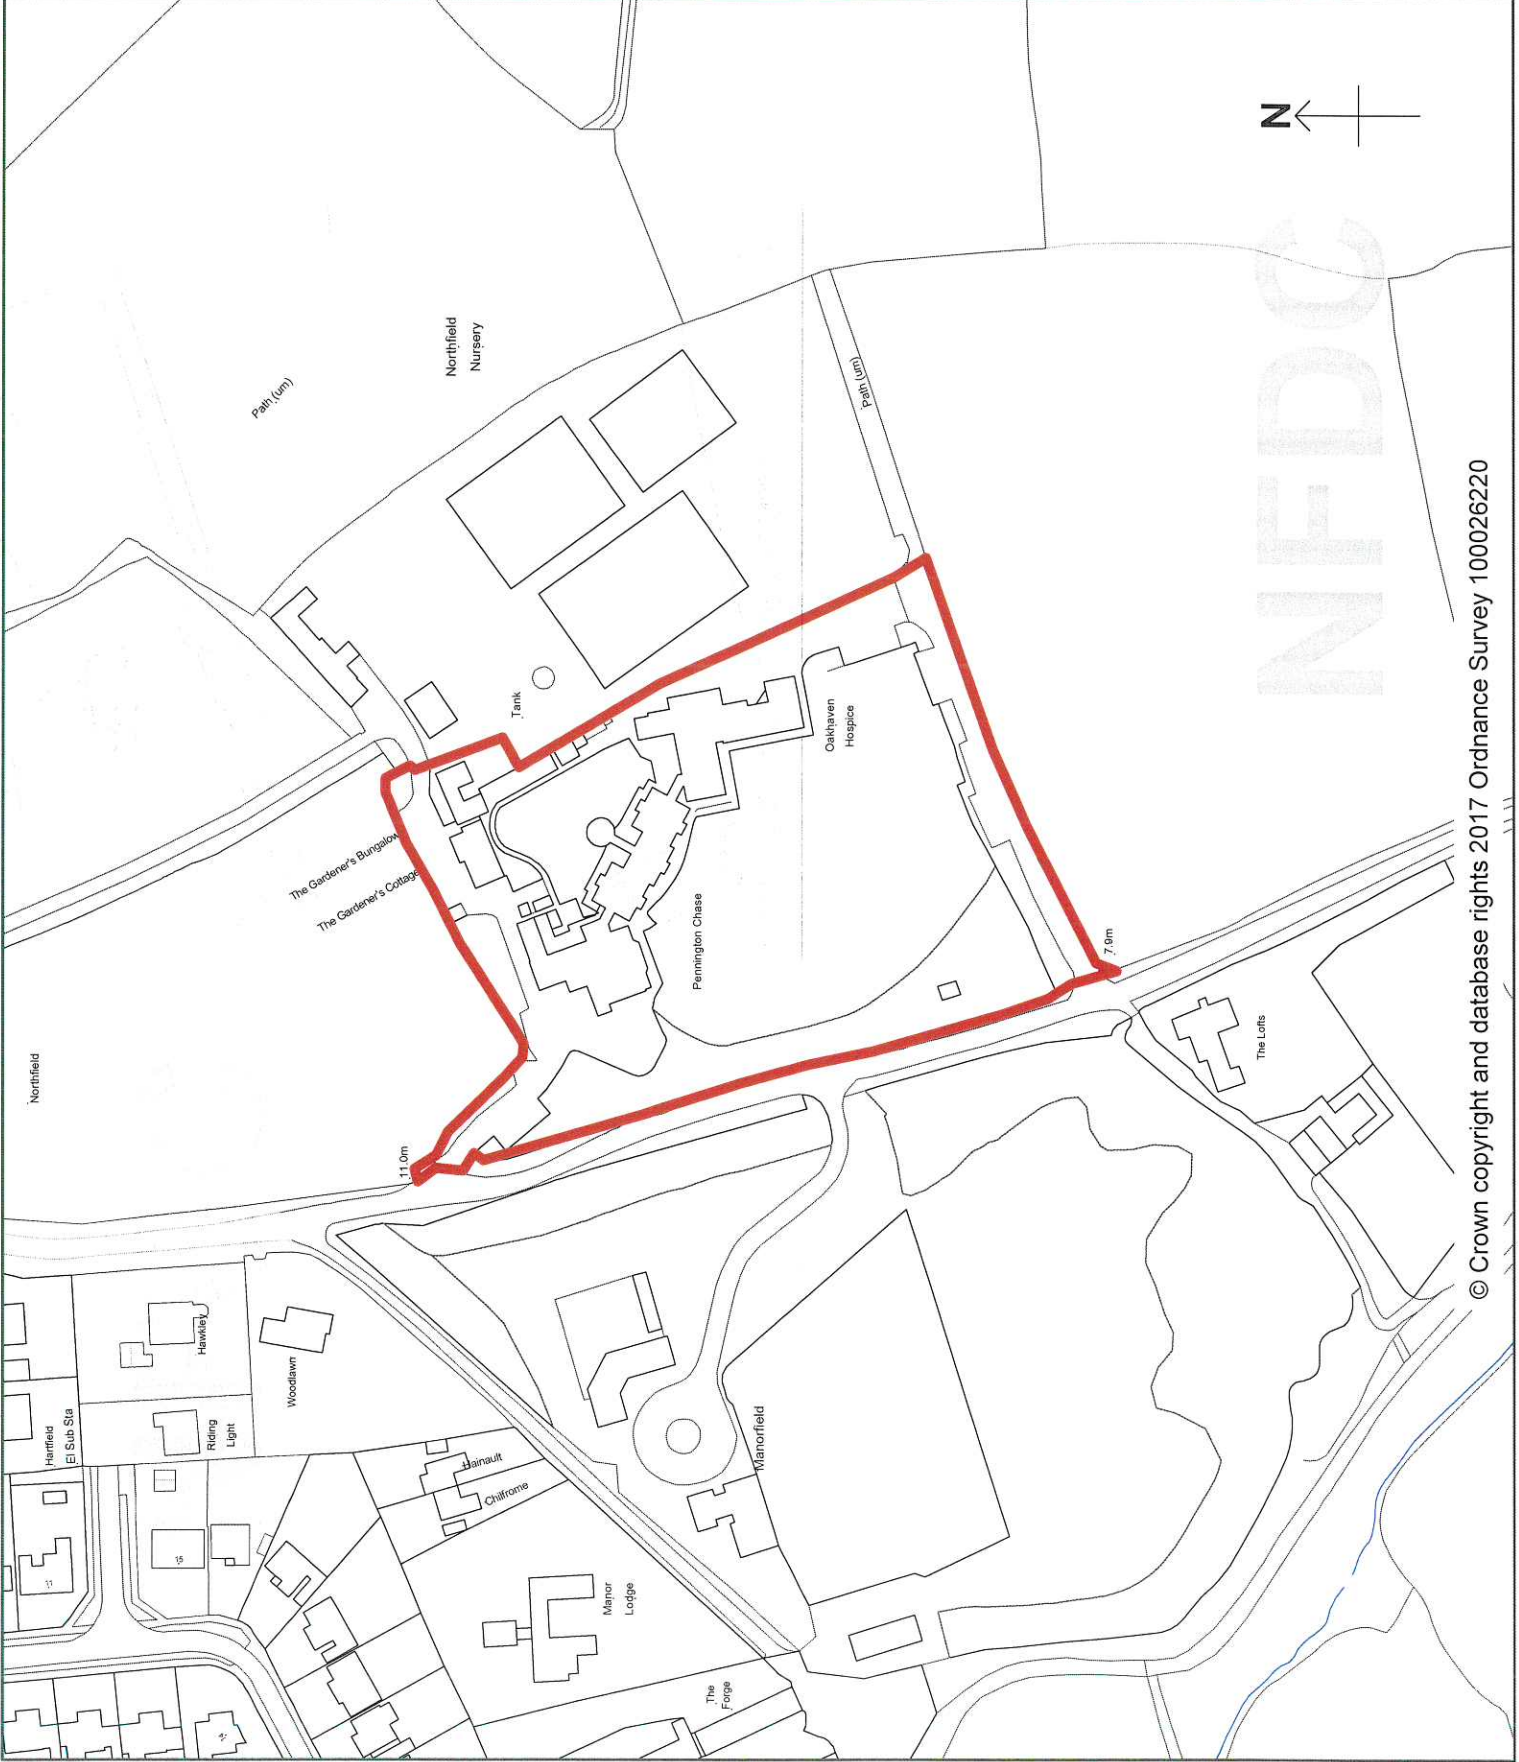 Path (um)
Northfield
Nursery
N
Path (um)
Tank
Oakhaven
Hospice
NFDC
The Gardener's Bungalow
The Gardener's Cottage
Pennington Chase
7.9m
Northfield
11.0m
The Lofts
Hawkley
Woodlawn
Hartfield
El Sub Sta
Riding
Light
Hainault
Chilfrome
Manorfield
15
11
Manor
Lodge
The
Forge
© Crown copyright and database rights 2017 Ordnance Survey 100026220